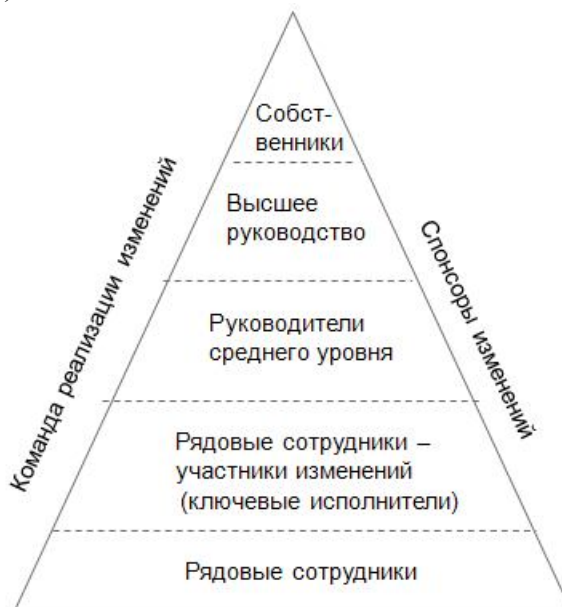 Собст-
венники
Высшее
руководство
Руководители
среднего уровня
Рядовые сотрудники –
участники изменений
(ключевые исполнители)
Рядовые сотрудники
Команда реализации изменений
Спонсоры изменений